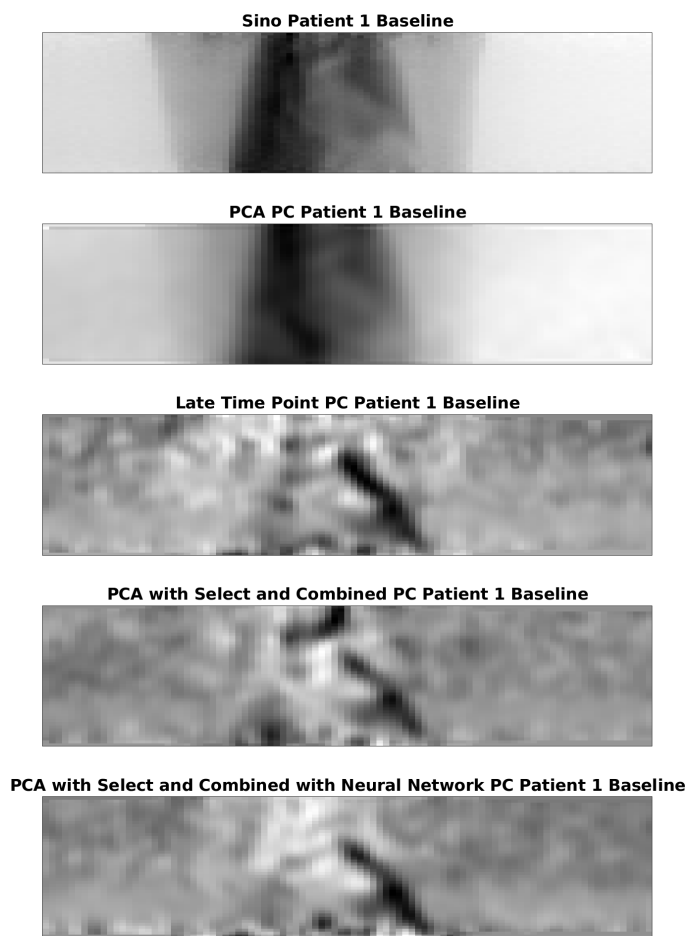 Sino Patient 1 Baseline
PCA PC Patient 1 Baseline
Late Time Point PC Patient 1 Baseline
PCA with Select and Combined PC Patient 1 Baseline
PCA with Select and Combined with Neural Network PC Patient 1 Baseline